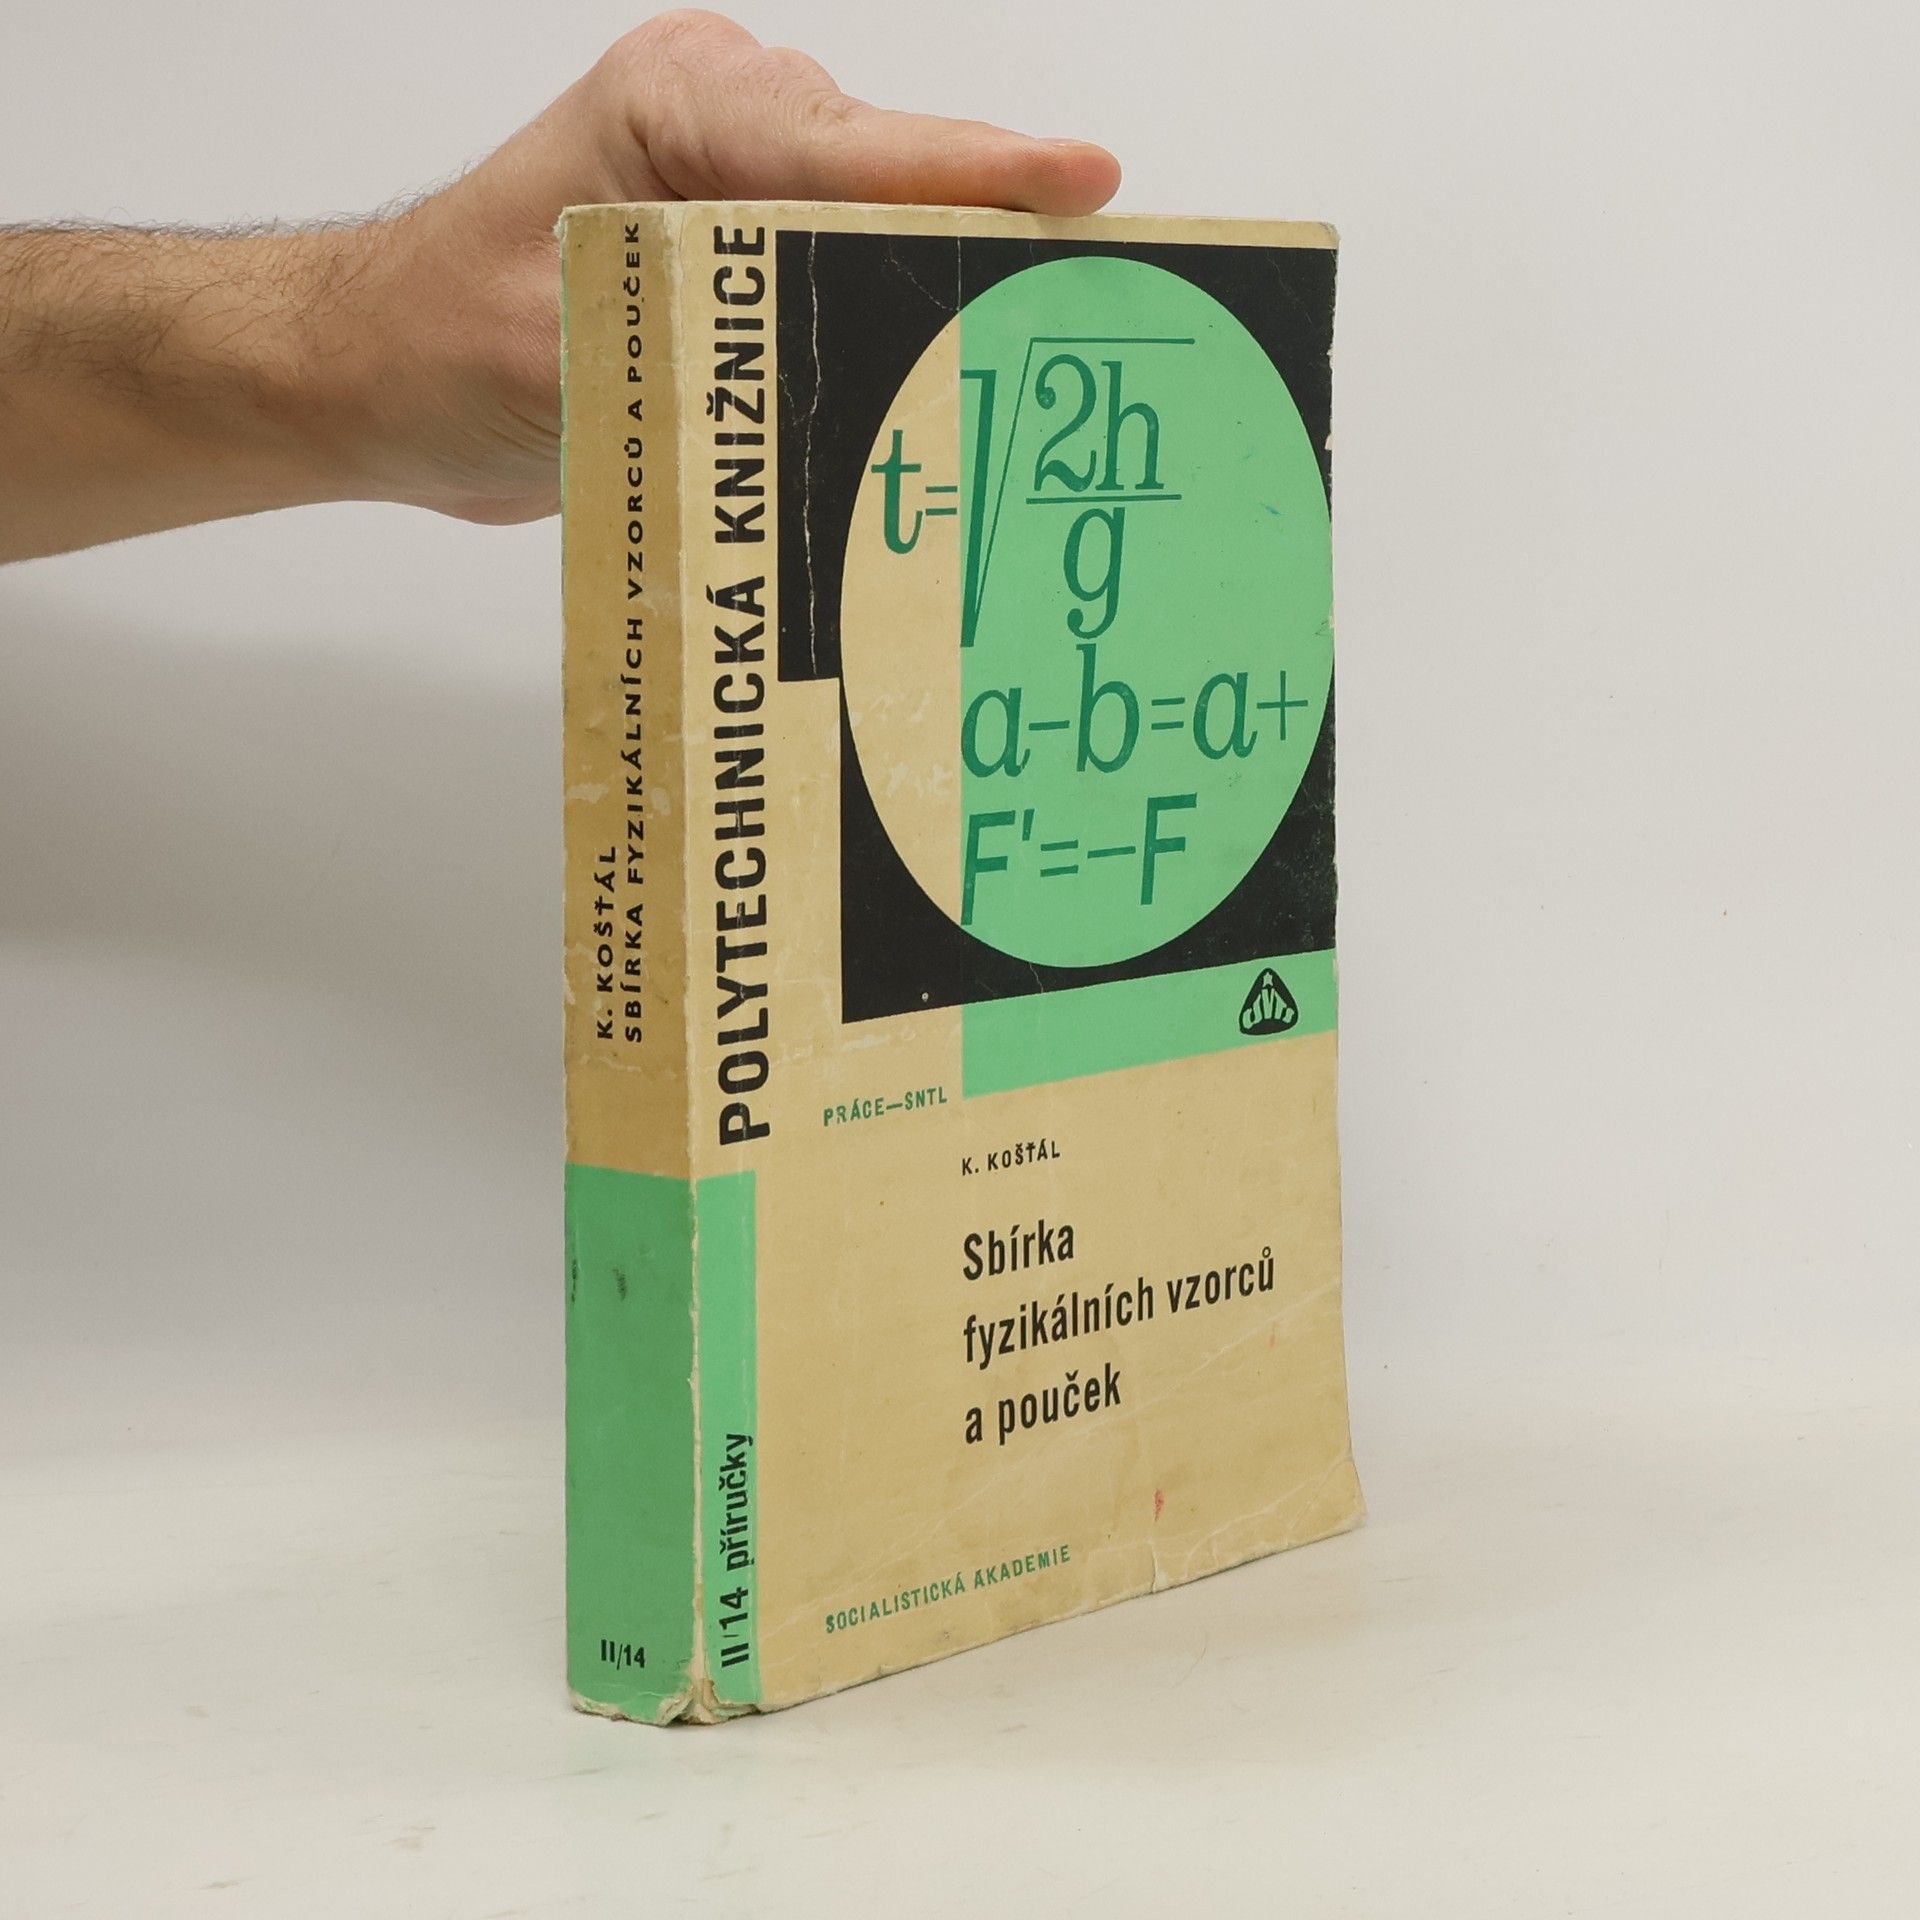 K. KOŠŤÁL
SBÍRKA FYZIKÁLNÍCH VZORCŮ A POUČEK
II/14
POLYTECHNICKÁ KNIŽNICE
II/14 příručky
t=√2h
g
a-b=a+
F'=-F
PRÁCE—SNTL
K. KOŠŤÁL
Sbírka
fyzikálních vzorců
a pouček
SOCIALISTICKÁ AKADEMIE